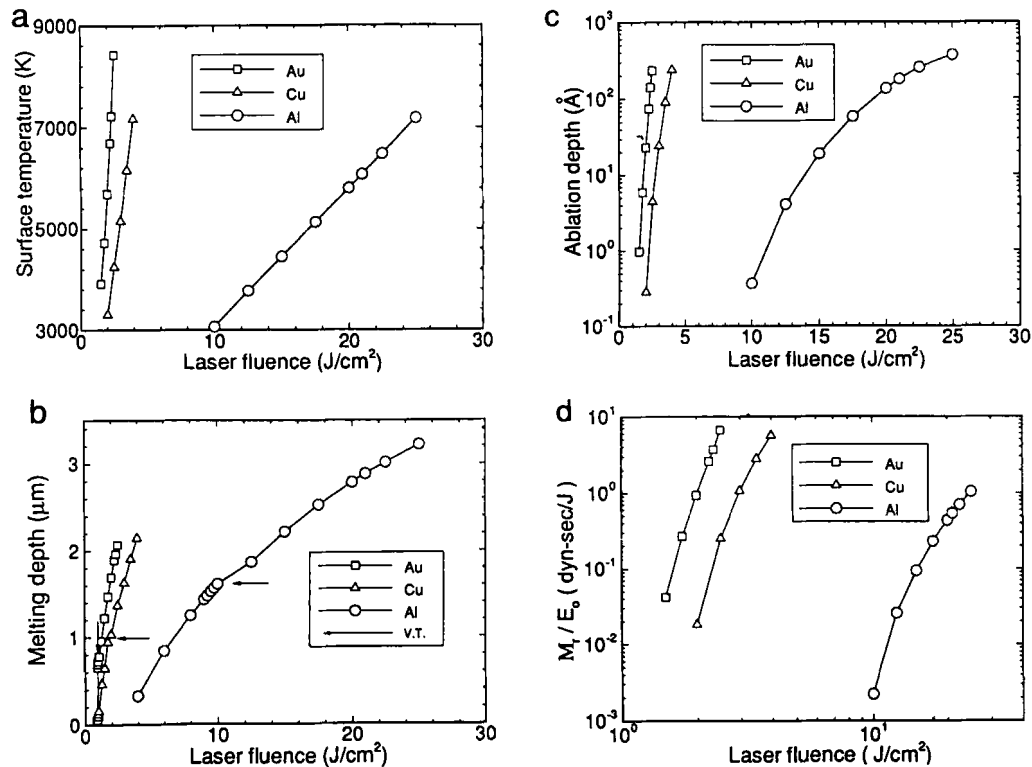 a
9000
7000
5000
3000
Surface temperature (K)
Au
Cu
Al
0 10 20 30
Laser fluence (J/cm²)
c
10³
10²
10¹
10⁰
10⁻¹
Ablation depth (Å)
Au
Cu
Al
0 5 10 15 20 25 30
Laser fluence (J/cm²)
b
3
2
1
0
Melting depth (μm)
Au
Cu
Al
V.T.
0 10 20 30
Laser fluence (J/cm²)
d
10¹
10⁰
10⁻¹
10⁻²
10⁻³
Mᵣ / Eₒ (dyn-sec/J)
Au
Cu
Al
10⁰ 10¹
Laser fluence ( J/cm²)